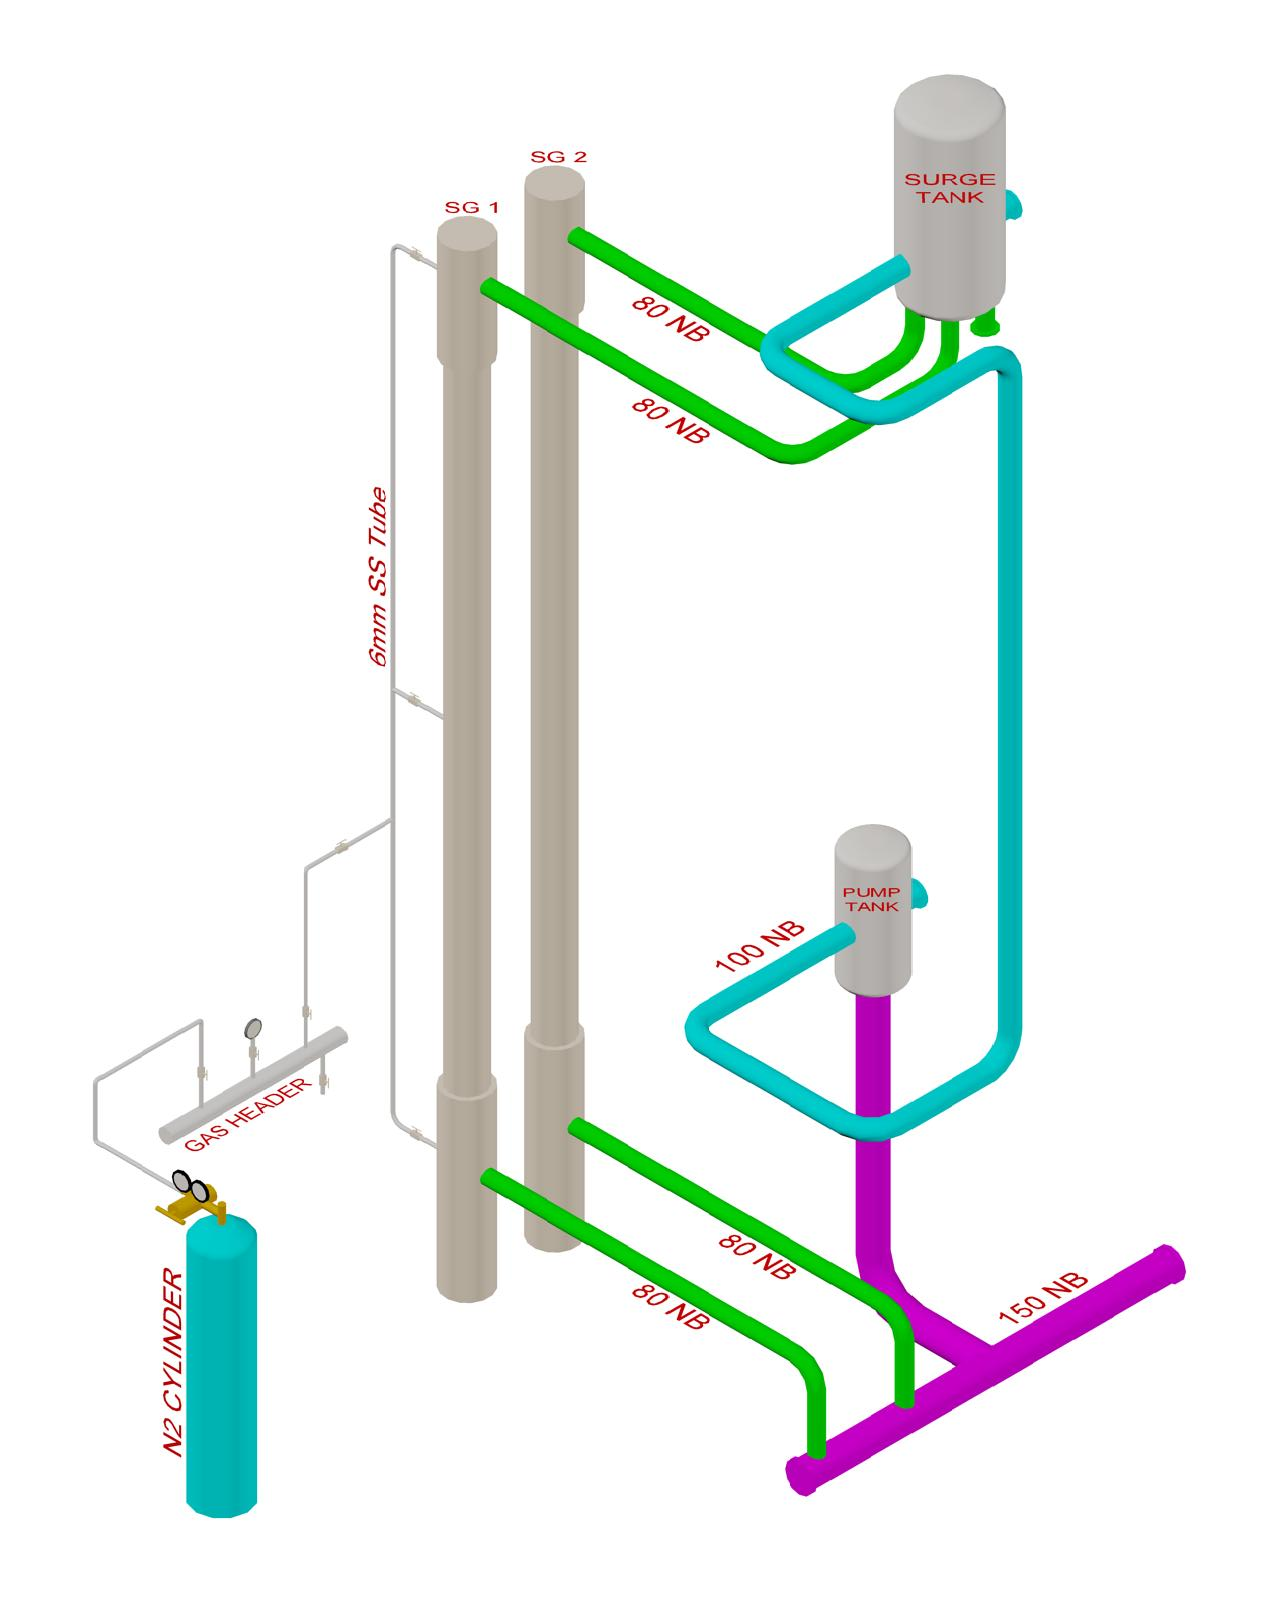 SG 2
SURGE
TANK
SG 1
80 NB
80 NB
6mm SS Tube
PUMP
TANK
100 NB
GAS HEADER
80 NB
80 NB
150 NB
N2 CYLINDER